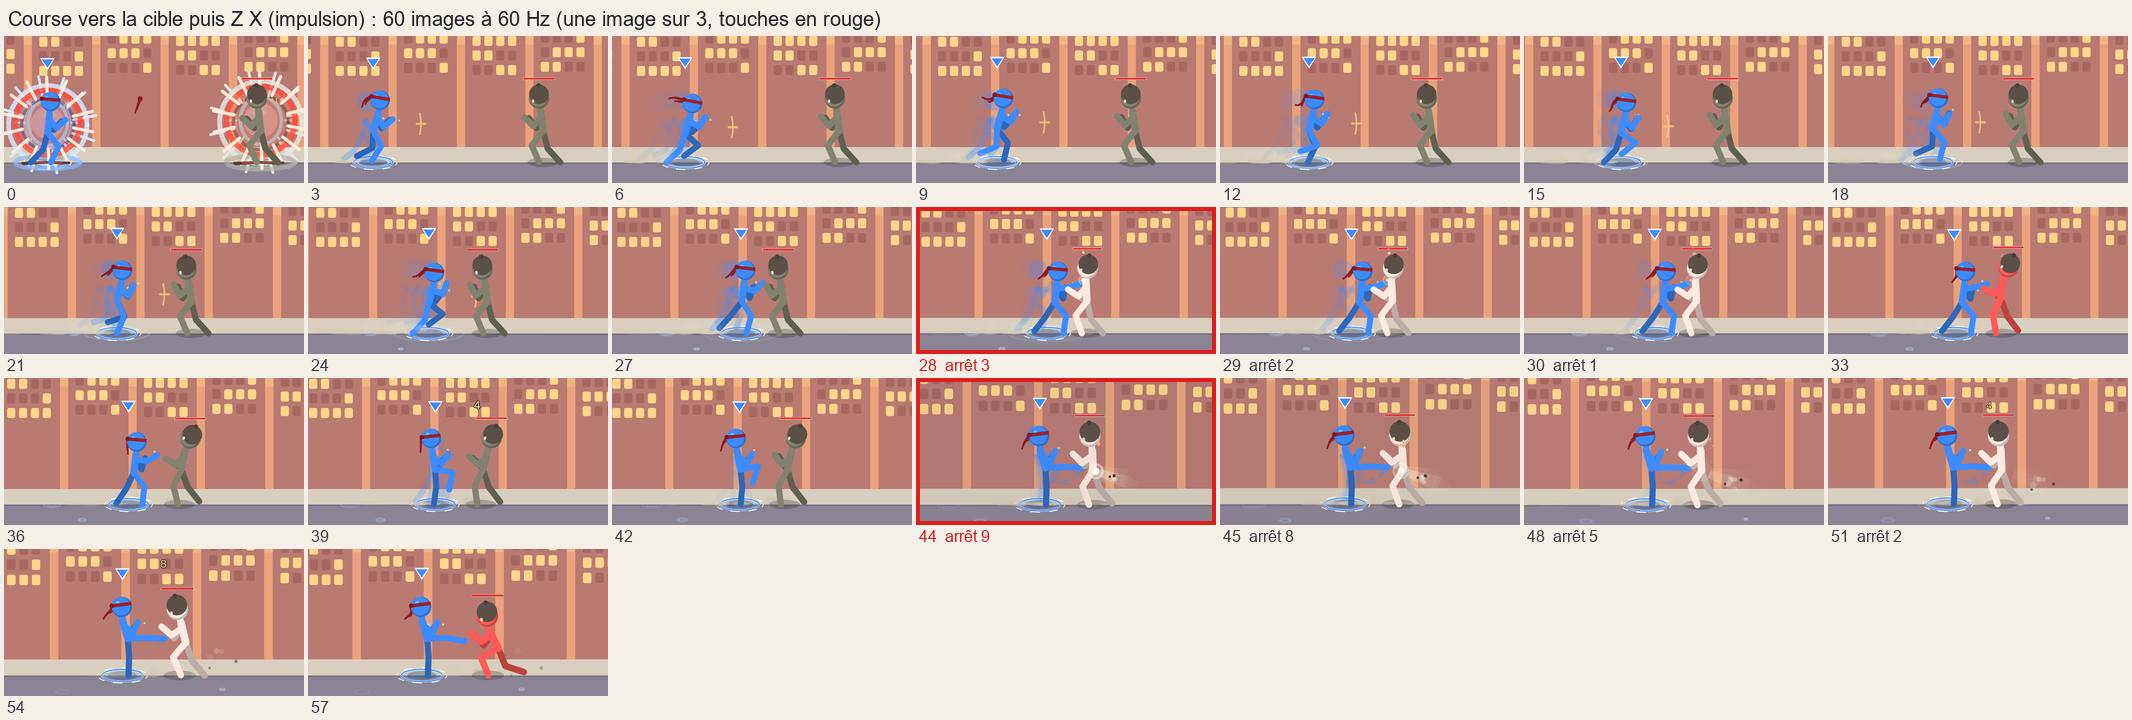 Course vers la cible puis Z X (impulsion) : 60 images à 60 Hz (une image sur 3, touches en rouge)
0
3
6
9
12
15
18
21
24
27
28 arrêt 3
29 arrêt 2
30 arrêt 1
33
4
36
39
42
44 arrêt 9
45 arrêt 8
48 arrêt 5
51 arrêt 2
8
54
57